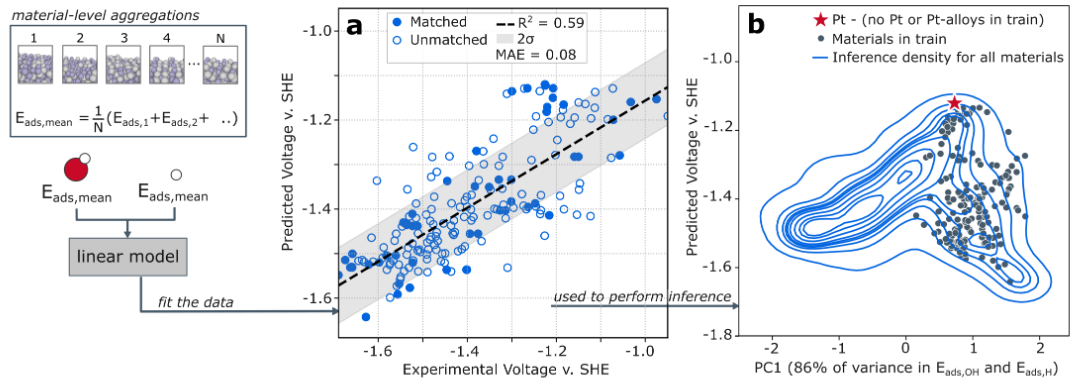 material-level aggregations
1 2 3 4 N
...
E_ads,mean = 1/N (E_ads,1 + E_ads,2 + ..)
E_ads,mean
E_ads,mean
linear model
fit the data
a
Matched
Unmatched
R² = 0.59
2σ
MAE = 0.08
Predicted Voltage v. SHE
-1.0
-1.2
-1.4
-1.6
-1.6 -1.4 -1.2 -1.0
Experimental Voltage v. SHE
used to perform inference
b
Pt - (no Pt or Pt-alloys in train)
Materials in train
Inference density for all materials
Predicted Voltage v. SHE
-1.0
-1.2
-1.4
-1.6
-1.8
-2 -1 0 1 2
PC1 (86% of variance in E_ads,OH and E_ads,H)